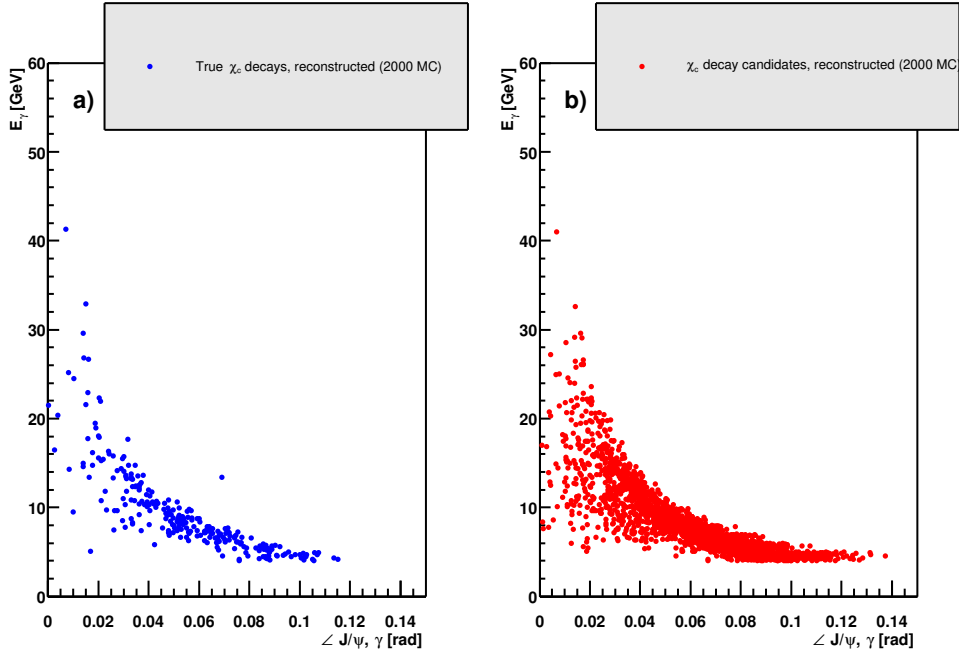 True χc decays, reconstructed (2000 MC)
a)
Eγ [GeV]
60
50
40
30
20
10
0
0 0.02 0.04 0.06 0.08 0.1 0.12 0.14
∠ J/ψ, γ [rad]
χc decay candidates, reconstructed (2000 MC)
b)
Eγ [GeV]
60
50
40
30
20
10
0
0 0.02 0.04 0.06 0.08 0.1 0.12 0.14
∠ J/ψ, γ [rad]